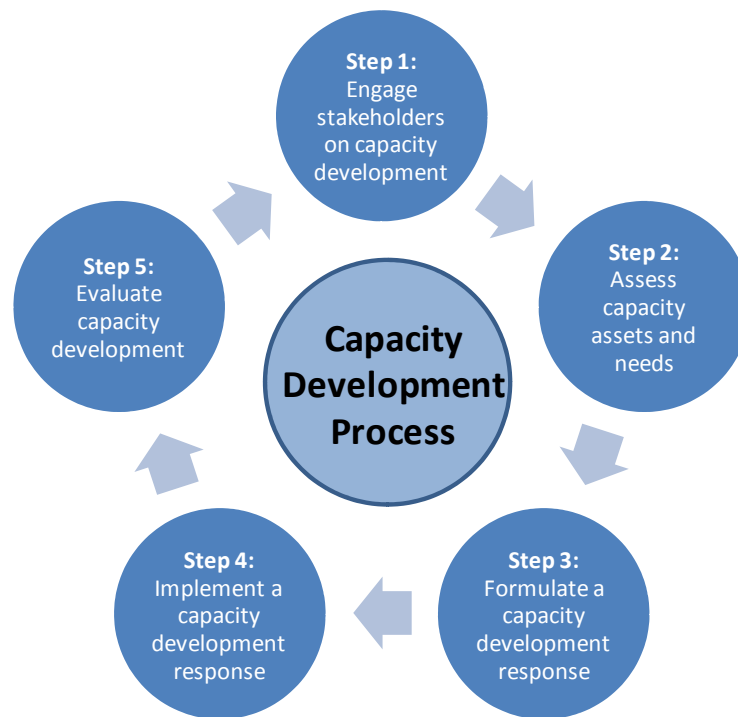 Step 1:
Engage
stakeholders
on capacity
development
Step 2:
Assess
capacity
assets and
needs
Step 3:
Formulate a
capacity
development
response
Step 4:
Implement a
capacity
development
response
Step 5:
Evaluate
capacity
development
Capacity
Development
Process